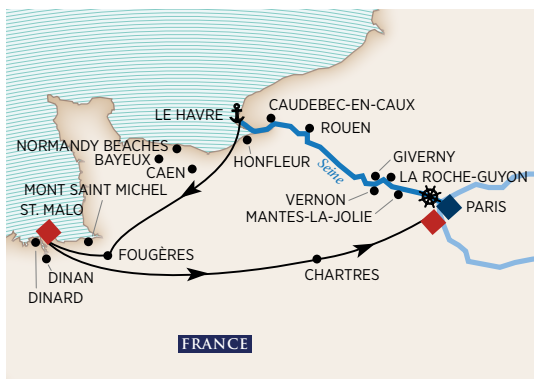 CAUDEBEC-EN-CAUX
LE HAVRE
ROUEN
NORMANDY BEACHES
BAYEUX
CAEN
HONFLEUR
Seine
GIVERNY
LA ROCHE-GUYON
MONT SAINT MICHEL
VERNON
ST. MALO
MANTES-LA-JOLIE
PARIS
FOUGÈRES
DINAN
CHARTRES
DINARD
FRANCE